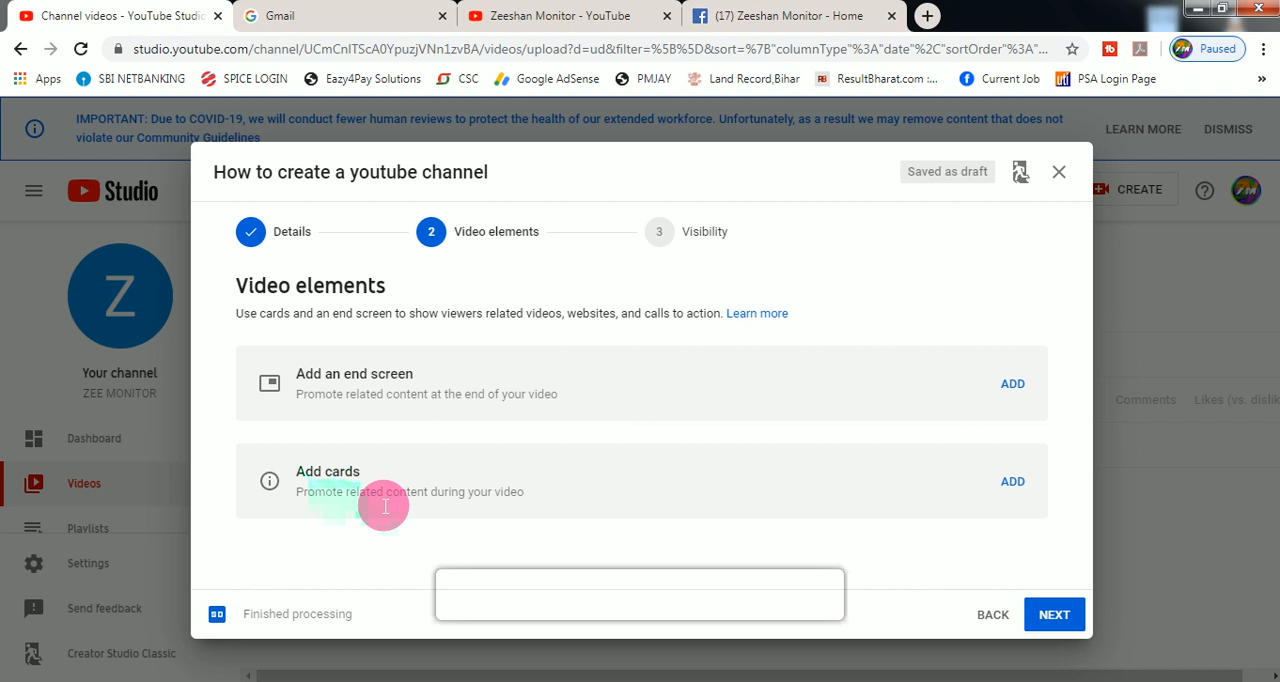 Channel videos - YouTube Studio
Gmail
Zeeshan Monitor - YouTube
(17) Zeeshan Monitor - Home
studio.youtube.com/channel/UCmCnITScA0YpuzjVNn1zvBA/videos/upload?d=ud&filter=%5B%5D&sort=%7B"columnType"%3A"date"%2C"sortOrder"%3A"...
Paused
Apps
SBI NETBANKING
SPICE LOGIN
Eazy4Pay Solutions
CSC
Google AdSense
PMJAY
Land Record,Bihar
ResultBharat.com :...
Current Job
PSA Login Page
»
IMPORTANT: Due to COVID-19, we will conduct fewer human reviews to protect the health of our extended workforce. Unfortunately, as a result we may remove content that does not
violate our Community Guidelines
LEARN MORE
DISMISS
Studio
CREATE
How to create a youtube channel
Saved as draft
Details
2
Video elements
3
Visibility
Video elements
Use cards and an end screen to show viewers related videos, websites, and calls to action. Learn more
Add an end screen
Promote related content at the end of your video
ADD
Add cards
Promote related content during your video
ADD
SD
Finished processing
BACK
NEXT
Z
Your channel
ZEE MONITOR
Dashboard
Videos
Playlists
Settings
Send feedback
Creator Studio Classic
Comments
Likes (vs. dislik
ZM